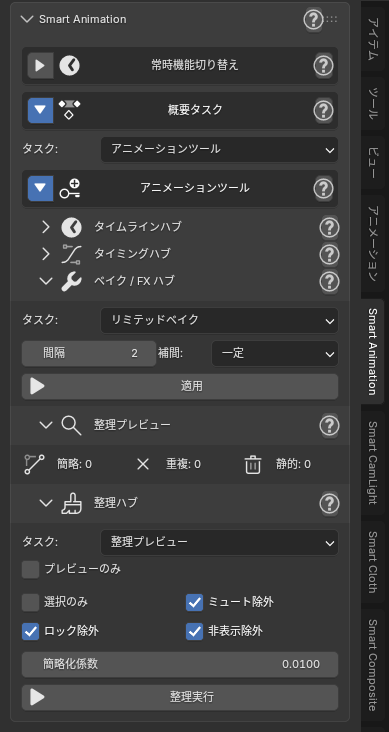 Smart Animation
常時機能切り替え
概要タスク
タスク: アニメーションツール
アニメーションツール
タイムラインハブ
タイミングハブ
ベイク / FX ハブ
タスク: リミテッドベイク
間隔 2 補間: 一定
適用
整理プレビュー
簡略: 0 重複: 0 静的: 0
整理ハブ
タスク: 整理プレビュー
プレビューのみ
選択のみ ミュート除外
ロック除外 非表示除外
簡略化係数 0.0100
整理実行
アイテム
ツール
ビュー
アニメーション
Smart Animation
Smart CamLight
Smart Cloth
Smart Composite